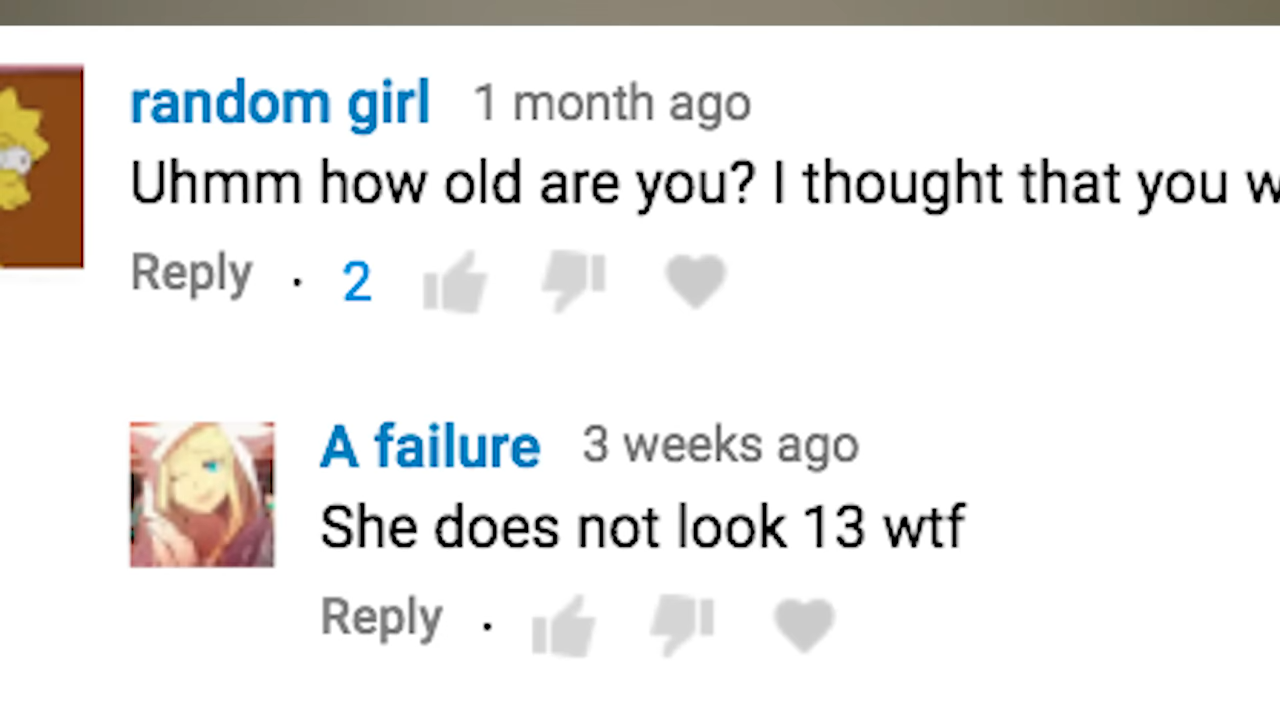 random girl 1 month ago
Uhmm how old are you? I thought that you w
Reply · 2
A failure 3 weeks ago
She does not look 13 wtf
Reply ·